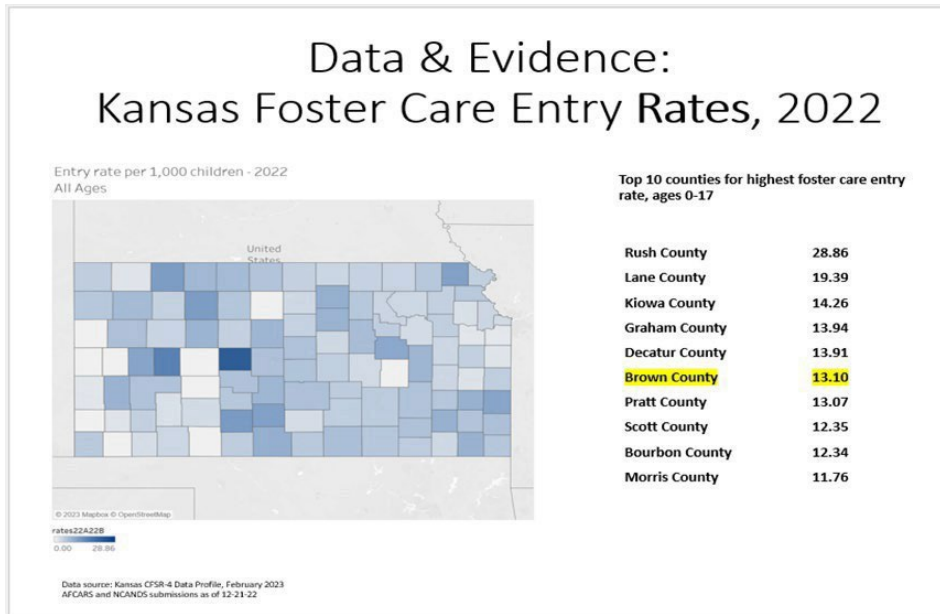 Data & Evidence:
Kansas Foster Care Entry Rates, 2022
Entry rate per 1,000 children - 2022
All Ages
United
States
© 2023 Mapbox © OpenStreetMap
rates22A22B
0.00 28.86
Data source: Kansas CFSR-4 Data Profile, February 2023
AFCARS and NCANDS submissions as of 12-21-22
Top 10 counties for highest foster care entry
rate, ages 0-17
Rush County 28.86
Lane County 19.39
Kiowa County 14.26
Graham County 13.94
Decatur County 13.91
Brown County 13.10
Pratt County 13.07
Scott County 12.35
Bourbon County 12.34
Morris County 11.76